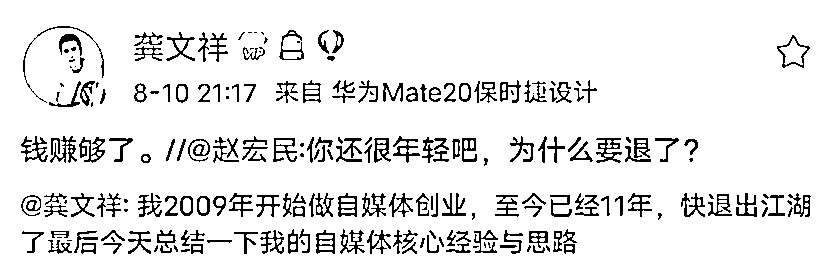 龚文祥 VIP
8-10 21:17 来自 华为Mate20保时捷设计
钱赚够了。//@赵宏民:你还很年轻吧，为什么要退了？
@龚文祥: 我2009年开始做自媒体创业，至今已经11年，快退出江湖
了最后今天总结一下我的自媒体核心经验与思路